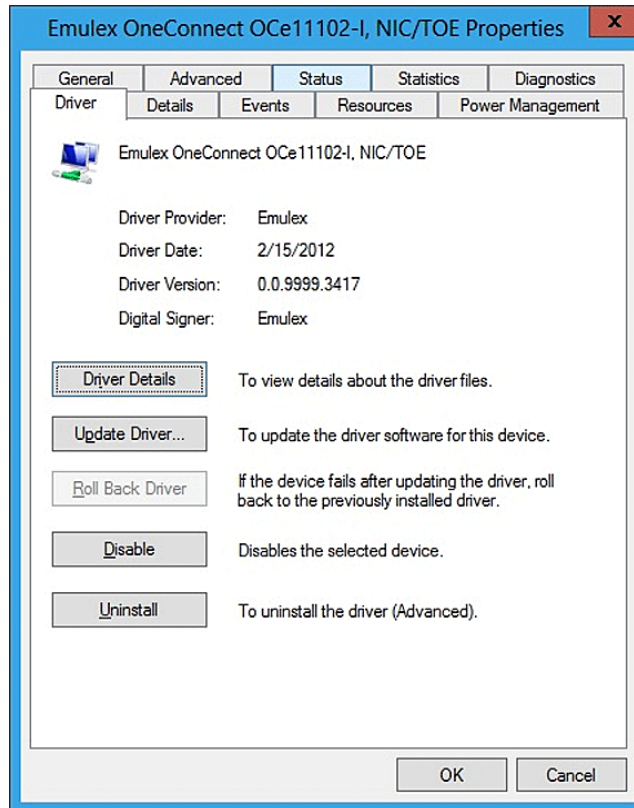 Emulex OneConnect OCe11102-I, NIC/TOE Properties
x
General Advanced Status Statistics Diagnostics
Driver Details Events Resources Power Management
Emulex OneConnect OCe11102-I, NIC/TOE
Driver Provider: Emulex
Driver Date: 2/15/2012
Driver Version: 0.0.9999.3417
Digital Signer: Emulex
Driver Details To view details about the driver files.
Update Driver... To update the driver software for this device.
Roll Back Driver If the device fails after updating the driver, roll
back to the previously installed driver.
Disable Disables the selected device.
Uninstall To uninstall the driver (Advanced).
OK Cancel